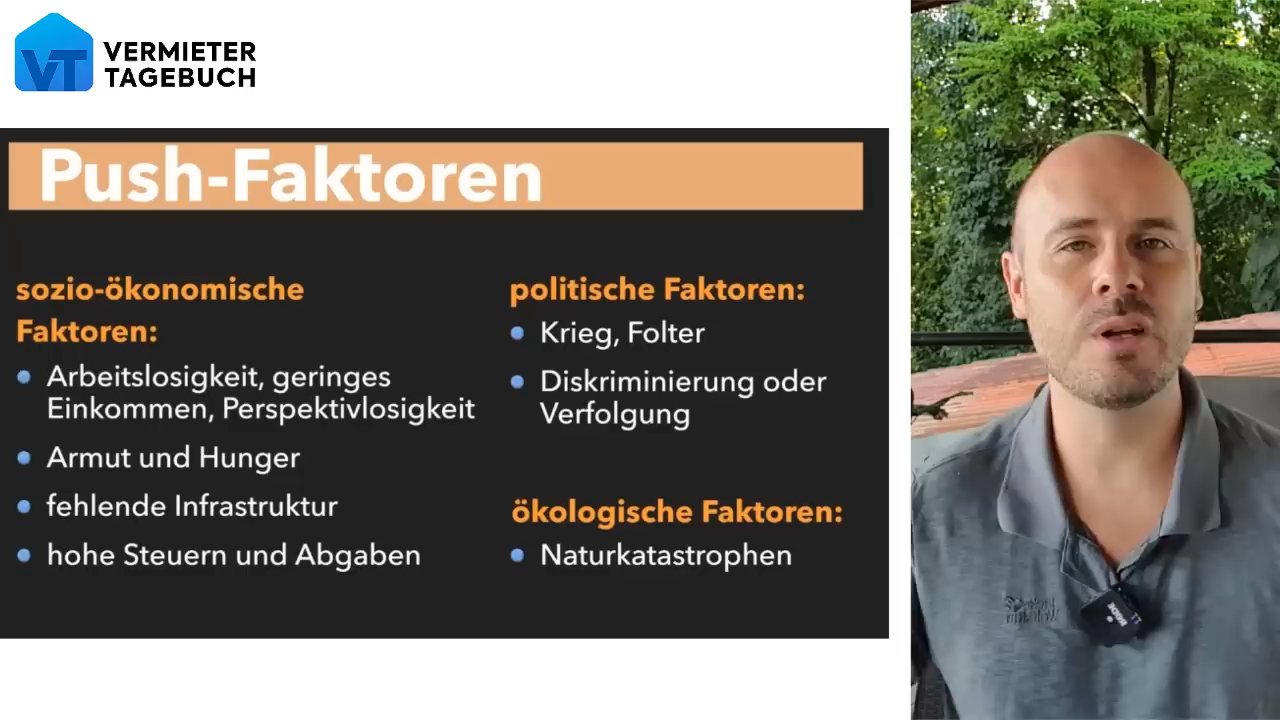 VT VERMIETER
TAGEBUCH
Push-Faktoren
sozio-ökonomische
Faktoren:
Arbeitslosigkeit, geringes
Einkommen, Perspektivlosigkeit
Armut und Hunger
fehlende Infrastruktur
hohe Steuern und Abgaben
politische Faktoren:
Krieg, Folter
Diskriminierung oder
Verfolgung
ökologische Faktoren:
Naturkatastrophen